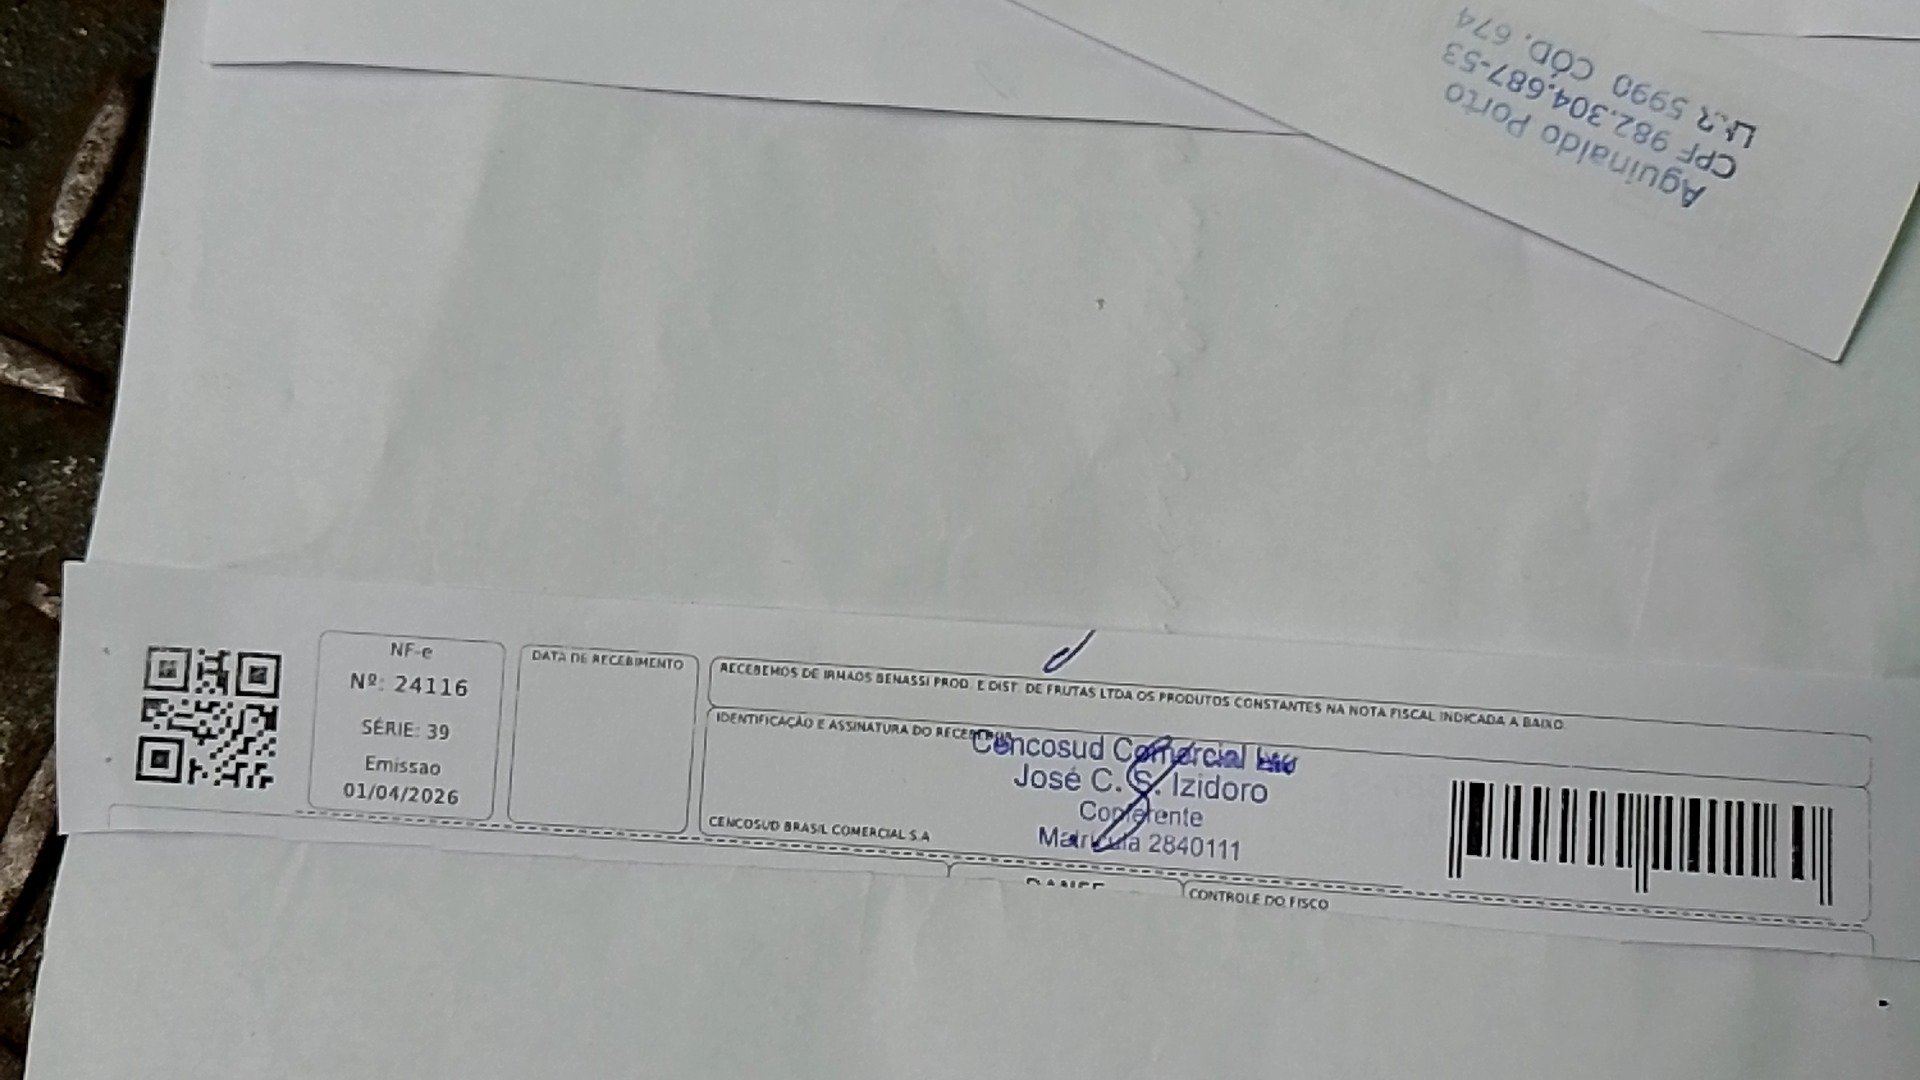 Aguinaldo Porto
CPF 982.304.687-53
5990 CÓD. 674
NF-e
Nº: 24116
SÉRIE: 39
Emissao
01/04/2026
DATA DE RECEBIMENTO
RECEBEMOS DE IRMAOS BENASSI PROD. E DIST. DE FRUTAS LTDA OS PRODUTOS CONSTANTES NA NOTA FISCAL INDICADA A BAIXO
IDENTIFICAÇÃO E ASSINATURA DO
CENCOSUD BRASIL COMERCIAL S.A
Cencosud Comercial
José C. S. Izidoro
Conferente
Matrícula 2840111
CONTROLE DO FISCO